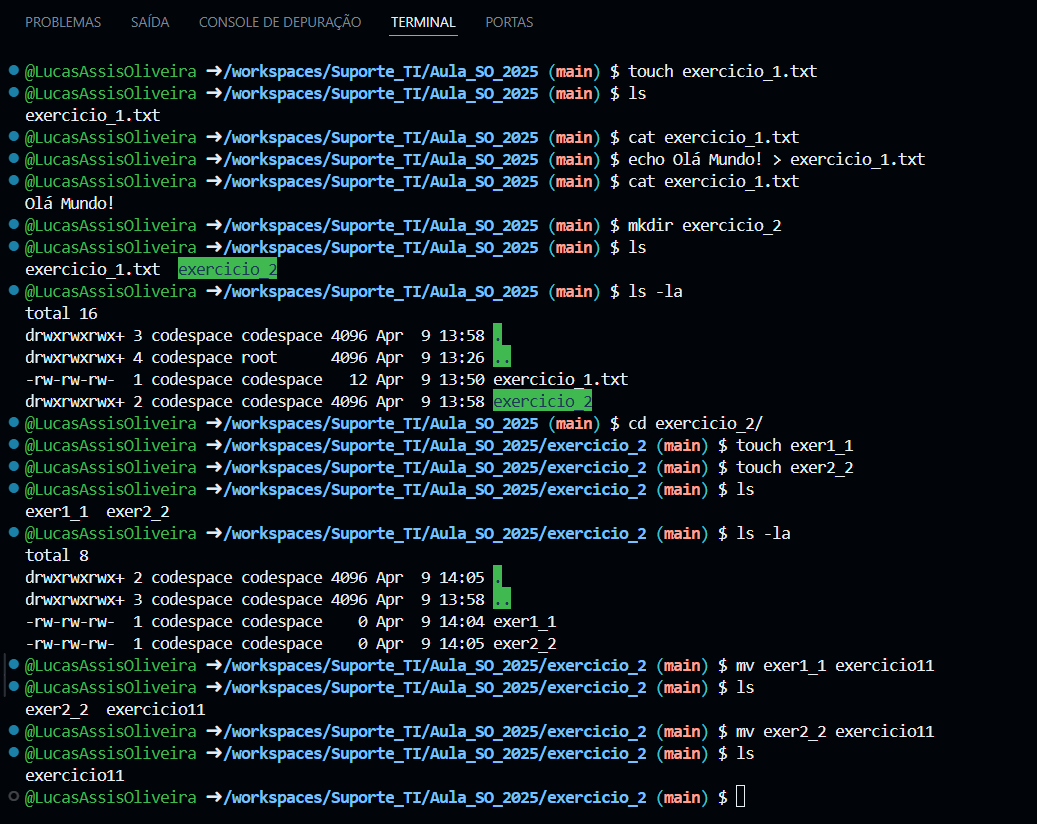 PROBLEMAS SAÍDA CONSOLE DE DEPURAÇÃO TERMINAL PORTAS
@LucasAssisOliveira ➜/workspaces/Suporte_TI/Aula_SO_2025 (main) $ touch exercicio_1.txt
@LucasAssisOliveira ➜/workspaces/Suporte_TI/Aula_SO_2025 (main) $ ls
exercicio_1.txt
@LucasAssisOliveira ➜/workspaces/Suporte_TI/Aula_SO_2025 (main) $ cat exercicio_1.txt
@LucasAssisOliveira ➜/workspaces/Suporte_TI/Aula_SO_2025 (main) $ echo Olá Mundo! > exercicio_1.txt
@LucasAssisOliveira ➜/workspaces/Suporte_TI/Aula_SO_2025 (main) $ cat exercicio_1.txt
Olá Mundo!
@LucasAssisOliveira ➜/workspaces/Suporte_TI/Aula_SO_2025 (main) $ mkdir exercicio_2
@LucasAssisOliveira ➜/workspaces/Suporte_TI/Aula_SO_2025 (main) $ ls
exercicio_1.txt  exercicio_2
@LucasAssisOliveira ➜/workspaces/Suporte_TI/Aula_SO_2025 (main) $ ls -la
total 16
drwxrwxrwx+ 3 codespace codespace 4096 Apr  9 13:58 .
drwxrwxrwx+ 4 codespace root      4096 Apr  9 13:26 ..
-rw-rw-rw-  1 codespace codespace   12 Apr  9 13:50 exercicio_1.txt
drwxrwxrwx+ 2 codespace codespace 4096 Apr  9 13:58 exercicio_2
@LucasAssisOliveira ➜/workspaces/Suporte_TI/Aula_SO_2025 (main) $ cd exercicio_2/
@LucasAssisOliveira ➜/workspaces/Suporte_TI/Aula_SO_2025/exercicio_2 (main) $ touch exer1_1
@LucasAssisOliveira ➜/workspaces/Suporte_TI/Aula_SO_2025/exercicio_2 (main) $ touch exer2_2
@LucasAssisOliveira ➜/workspaces/Suporte_TI/Aula_SO_2025/exercicio_2 (main) $ ls
exer1_1  exer2_2
@LucasAssisOliveira ➜/workspaces/Suporte_TI/Aula_SO_2025/exercicio_2 (main) $ ls -la
total 8
drwxrwxrwx+ 2 codespace codespace 4096 Apr  9 14:05 .
drwxrwxrwx+ 3 codespace codespace 4096 Apr  9 13:58 ..
-rw-rw-rw-  1 codespace codespace    0 Apr  9 14:04 exer1_1
-rw-rw-rw-  1 codespace codespace    0 Apr  9 14:05 exer2_2
@LucasAssisOliveira ➜/workspaces/Suporte_TI/Aula_SO_2025/exercicio_2 (main) $ mv exer1_1 exercicio11
@LucasAssisOliveira ➜/workspaces/Suporte_TI/Aula_SO_2025/exercicio_2 (main) $ ls
exer2_2  exercicio11
@LucasAssisOliveira ➜/workspaces/Suporte_TI/Aula_SO_2025/exercicio_2 (main) $ mv exer2_2 exercicio11
@LucasAssisOliveira ➜/workspaces/Suporte_TI/Aula_SO_2025/exercicio_2 (main) $ ls
exercicio11
@LucasAssisOliveira ➜/workspaces/Suporte_TI/Aula_SO_2025/exercicio_2 (main) $